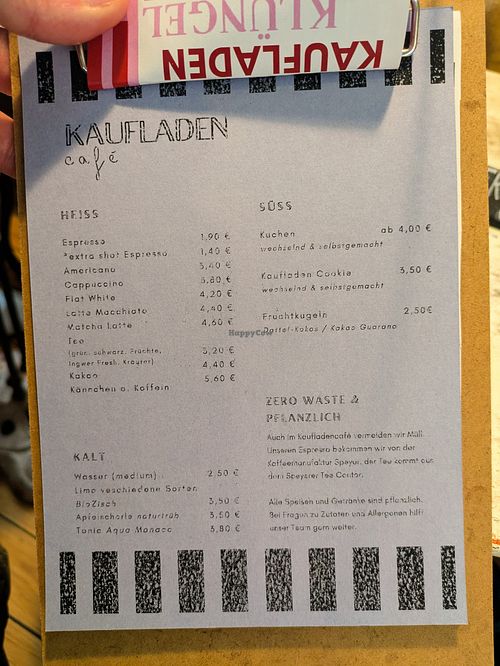 KLÜNGEL
KAUFLADEN
KAUFLADEN
café
HEISS
Espresso 1,90 €
*extra shot Espresso 1,40 €
Americano 3,40 €
Cappuccino 3,80 €
Flat White 4,20 €
Latte Macchiato 4,40 €
Matcha Latte 4,60 €
Tee
(grün, schwarz, Früchte, 3,20 €
Ingwer Fresh, Kräuter)
Kakao 4,40 €
Kännchen o. Koffein 5,60 €
KALT
Wasser (medium) 2,50 €
Limo veschiedene Sorten
BioZisch 3,50 €
Apfelschorle naturtrüb 3,50 €
Tonic Aqua Monaco 3,80 €
SÜSS
Kuchen ab 4,00 €
wechselnd & selbstgemacht
Kaufladen Cookie 3,50 €
wechselnd & selbstgemacht
Fruchtkugeln 2,50€
Dattel-Kokos / Kakao Guarana
ZERO WASTE &
PFLANZLICH
Auch im Kaufladencafé vermeiden wir Müll.
Unseren Espresso bekommen wir von der
Kaffeemanufaktur Speyer, der Tee kommt aus
dem Speyerer Tee Contor.
Alle Speisen und Getränke sind pflanzlich.
Bei Fragen zu Zutaten und Allergenen hilft
unser Team gern weiter.
HappyCow